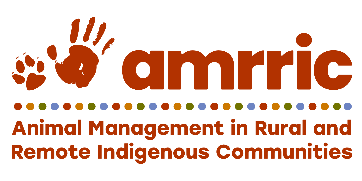 amrric
Animal Management in Rural and
Remote Indigenous Communities